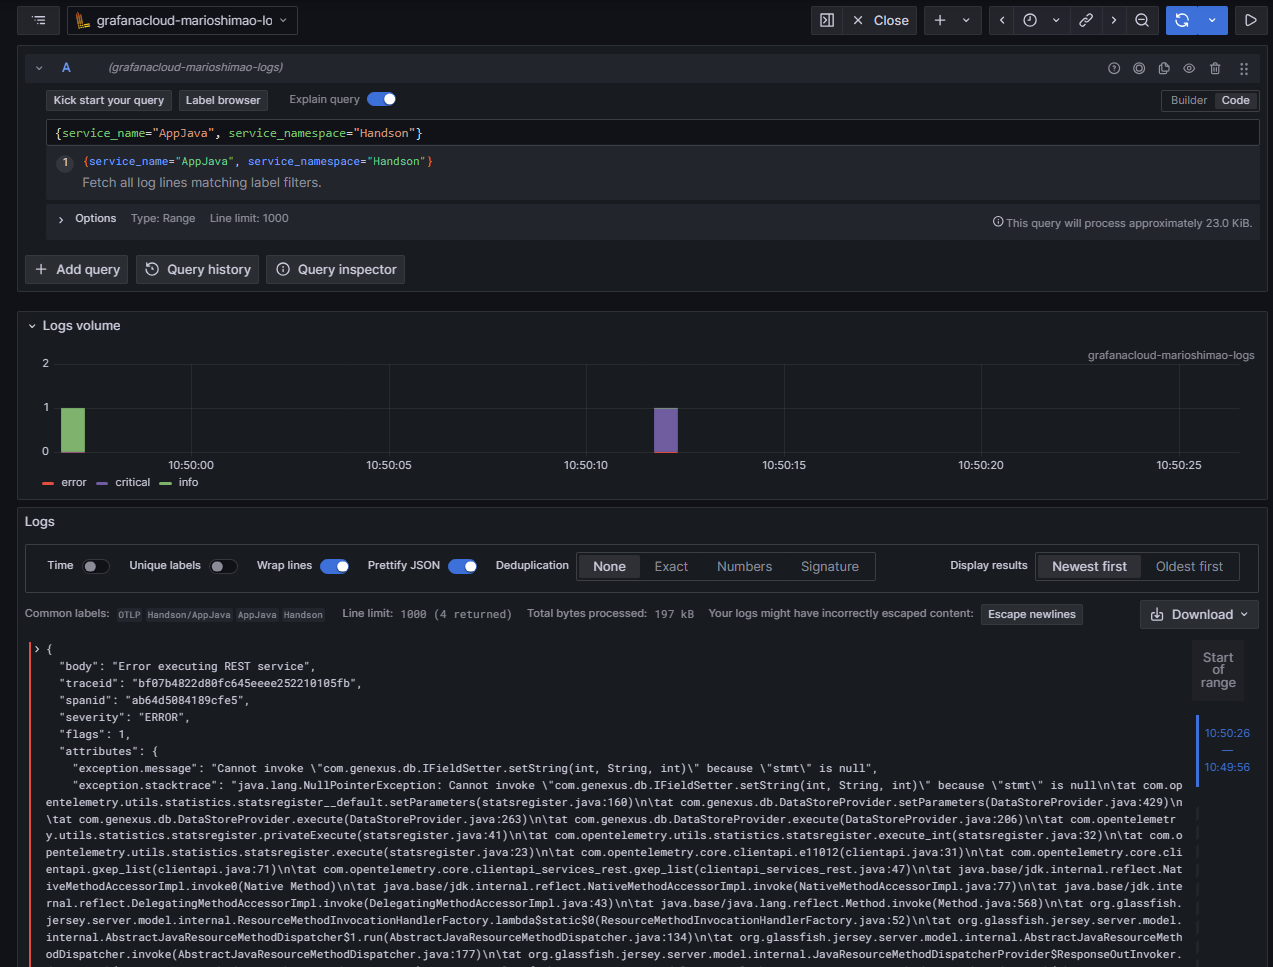 grafanacloud-marioshimao-lo
Close
A (grafanacloud-marioshimao-logs)
Kick start your query Label browser Explain query Builder Code
{service_name="AppJava", service_namespace="Handson"}
1 {service_name="AppJava", service_namespace="Handson"}
Fetch all log lines matching label filters.
Options Type: Range Line limit: 1000 This query will process approximately 23.0 KiB.
+ Add query Query history Query inspector
Logs volume
grafanacloud-marioshimao-logs
2
1
0
10:50:00 10:50:05 10:50:10 10:50:15 10:50:20 10:50:25
error critical info
Logs
Time Unique labels Wrap lines Prettify JSON Deduplication None Exact Numbers Signature Display results Newest first Oldest first
Common labels: OTLP Handson/AppJava AppJava Handson Line limit: 1000 (4 returned) Total bytes processed: 197 kB Your logs might have incorrectly escaped content: Escape newlines Download
Start
of
range
10:50:26
—
10:49:56
{
"body": "Error executing REST service",
"traceid": "bf07b4822d80fc645eeee252210105fb",
"spanid": "ab64d5084189cfe5",
"severity": "ERROR",
"flags": 1,
"attributes": {
"exception.message": "Cannot invoke \"com.genexus.db.IFieldSetter.setString(int, String, int)\" because \"stmt\" is null",
"exception.stacktrace": "java.lang.NullPointerException: Cannot invoke \"com.genexus.db.IFieldSetter.setString(int, String, int)\" because \"stmt\" is null\n\tat com.op
entelemetry.utils.statistics.statsregister__default.setParameters(statsregister.java:160)\n\tat com.genexus.db.DataStoreProvider.setParameters(DataStoreProvider.java:429)\n
\tat com.genexus.db.DataStoreProvider.execute(DataStoreProvider.java:263)\n\tat com.genexus.db.DataStoreProvider.execute(DataStoreProvider.java:206)\n\tat com.opentelemetr
y.utils.statistics.statsregister.privateExecute(statsregister.java:41)\n\tat com.opentelemetry.utils.statistics.statsregister.execute_int(statsregister.java:32)\n\tat com.o
pentelemetry.utils.statistics.statsregister.execute(statsregister.java:23)\n\tat com.opentelemetry.core.clientapi.e11012(clientapi.java:31)\n\tat com.opentelemetry.core.cli
entapi.gxep_list(clientapi.java:71)\n\tat com.opentelemetry.core.clientapi_services_rest.gxep_list(clientapi_services_rest.java:47)\n\tat java.base/jdk.internal.reflect.Nat
iveMethodAccessorImpl.invoke0(Native Method)\n\tat java.base/jdk.internal.reflect.NativeMethodAccessorImpl.invoke(NativeMethodAccessorImpl.java:77)\n\tat java.base/jdk.inte
rnal.reflect.DelegatingMethodAccessorImpl.invoke(DelegatingMethodAccessorImpl.java:43)\n\tat java.base/java.lang.reflect.Method.invoke(Method.java:568)\n\tat org.glassfish.
jersey.server.model.internal.ResourceMethodInvocationHandlerFactory.lambda$static$0(ResourceMethodInvocationHandlerFactory.java:52)\n\tat org.glassfish.jersey.server.model.
internal.AbstractJavaResourceMethodDispatcher$1.run(AbstractJavaResourceMethodDispatcher.java:134)\n\tat org.glassfish.jersey.server.model.internal.AbstractJavaResourceMeth
odDispatcher.invoke(AbstractJavaResourceMethodDispatcher.java:177)\n\tat org.glassfish.jersey.server.model.internal.JavaResourceMethodDispatcherProvider$ResponseOutInvoker.